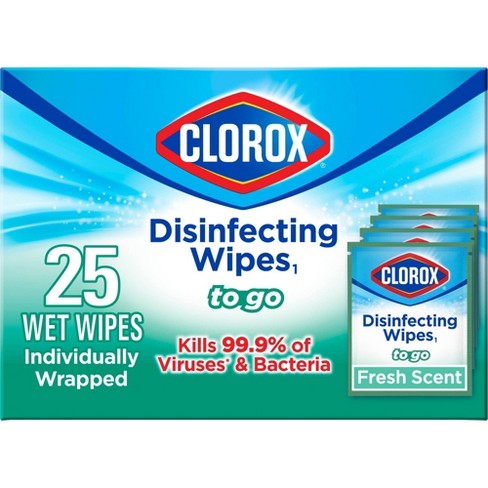 CLOROX
Disinfecting
Wipes1
to go
25
WET WIPES
Individually
Wrapped
Kills 99.9% of
Viruses* & Bacteria
CLOROX
Disinfecting
Wipes1
to go
Fresh Scent